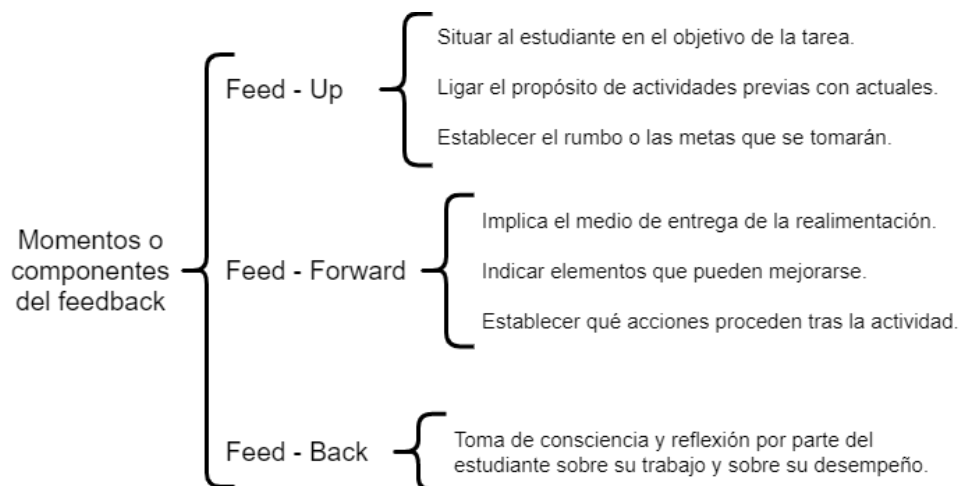 Momentos o
componentes
del feedback
Feed - Up
Situar al estudiante en el objetivo de la tarea.
Ligar el propósito de actividades previas con actuales.
Establecer el rumbo o las metas que se tomarán.
Feed - Forward
Implica el medio de entrega de la realimentación.
Indicar elementos que pueden mejorarse.
Establecer qué acciones proceden tras la actividad.
Feed - Back
Toma de consciencia y reflexión por parte del
estudiante sobre su trabajo y sobre su desempeño.